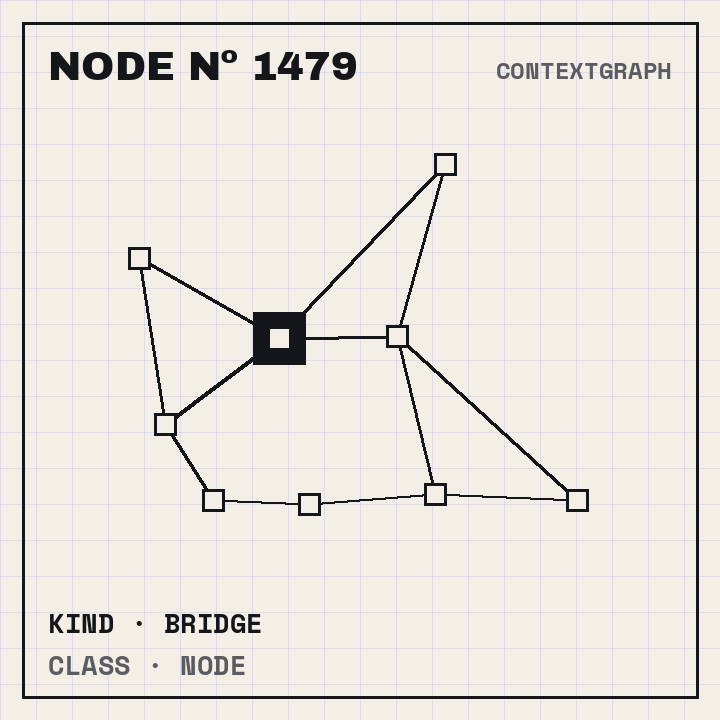 NODE Nº 1479
CONTEXTGRAPH
KIND · BRIDGE
CLASS · NODE